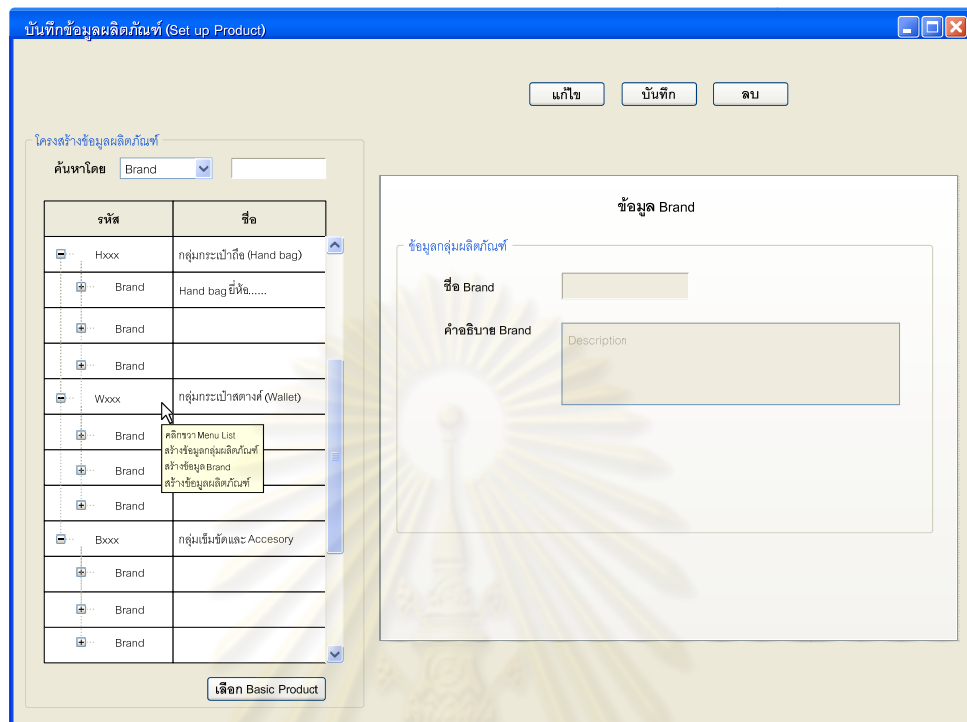 บันทึกข้อมูลผลิตภัณฑ์ (Set up Product)
แก้ไข บันทึก ลบ
โครงสร้างข้อมูลผลิตภัณฑ์
ค้นหาโดย Brand
รหัส ชื่อ
Hxxx กลุ่มกระเป๋าถือ (Hand bag)
Brand Hand bag ยี่ห้อ......
Brand
Brand
Wxxx กลุ่มกระเป๋าสตางค์ (Wallet)
Brand
Brand
Brand
คลิกขวา Menu List
สร้างข้อมูลกลุ่มผลิตภัณฑ์
สร้างข้อมูล Brand
สร้างข้อมูลผลิตภัณฑ์
Bxxx กลุ่มเข็มขัดและ Accesory
Brand
Brand
Brand
เลือก Basic Product
ข้อมูล Brand
ข้อมูลกลุ่มผลิตภัณฑ์
ชื่อ Brand
คำอธิบาย Brand
Description